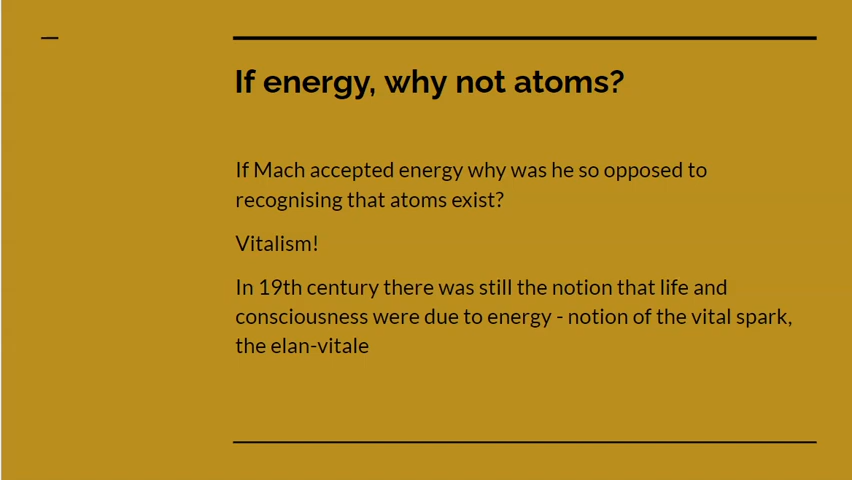 If energy, why not atoms?
If Mach accepted energy why was he so opposed to
recognising that atoms exist?
Vitalism!
In 19th century there was still the notion that life and
consciousness were due to energy - notion of the vital spark,
the elan-vitale